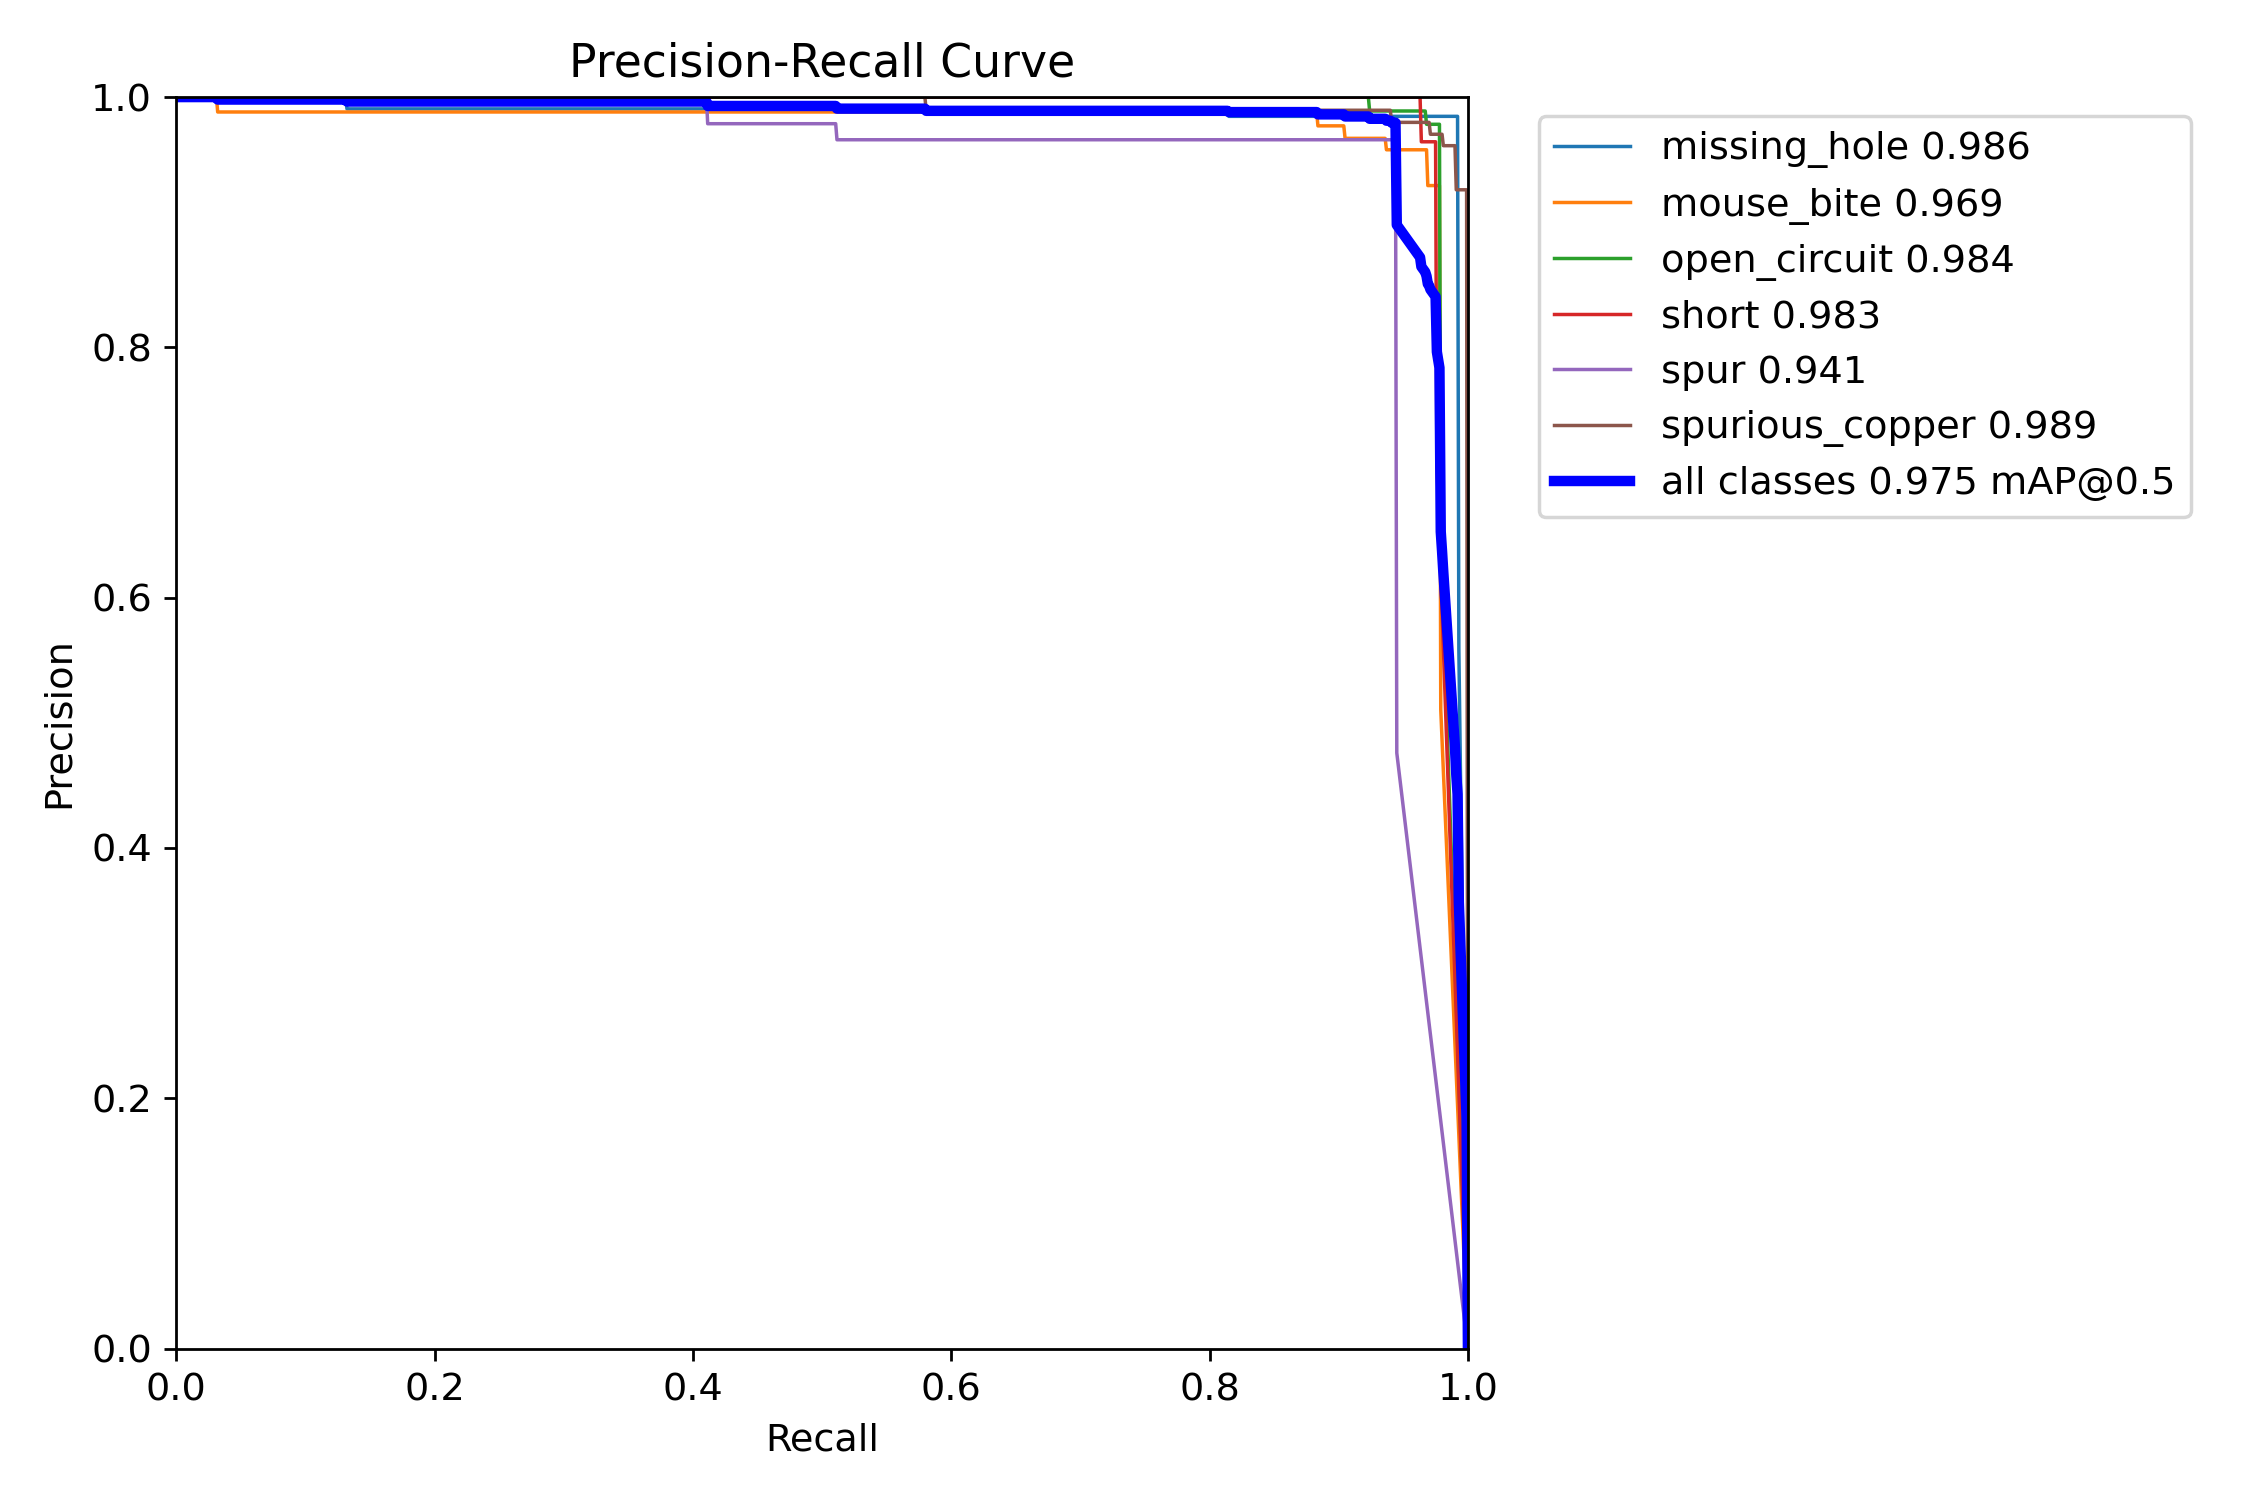 Precision-Recall Curve
1.0
0.8
0.6
0.4
0.2
0.0
Precision
0.0 0.2 0.4 0.6 0.8 1.0
Recall
missing_hole 0.986
mouse_bite 0.969
open_circuit 0.984
short 0.983
spur 0.941
spurious_copper 0.989
all classes 0.975 mAP@0.5